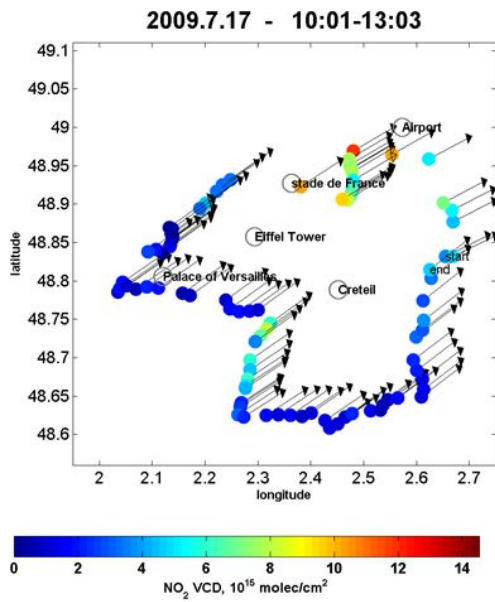 2009.7.17 - 10:01-13:03
49.1
49.05
49
48.95
48.9
48.85
48.8
48.75
48.7
48.65
48.6
latitude
Airport
stade de France
Eiffel Tower
start
end
Palace of Versailles
Creteil
2 2.1 2.2 2.3 2.4 2.5 2.6 2.7
longitude
0 2 4 6 8 10 12 14
NO2 VCD, 10^15 molec/cm^2